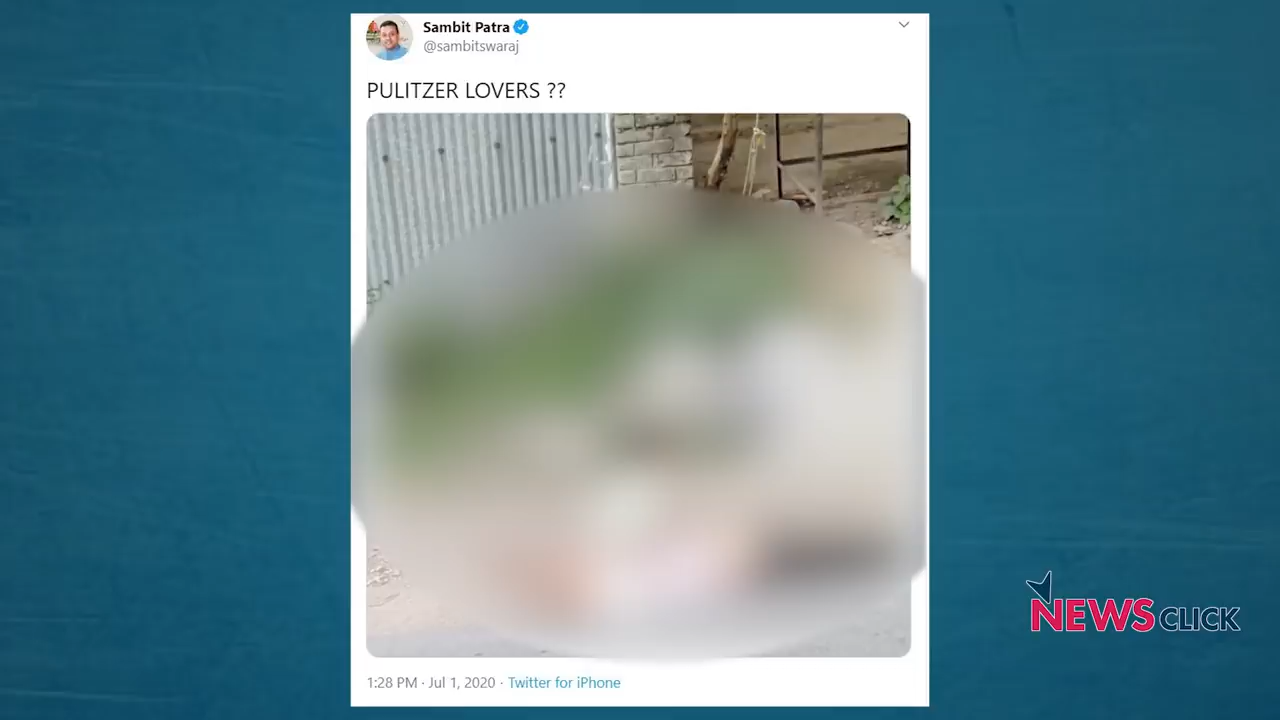 Sambit Patra
@sambitswaraj
PULITZER LOVERS ??
1:28 PM · Jul 1, 2020 · Twitter for iPhone
NEWSCLICK